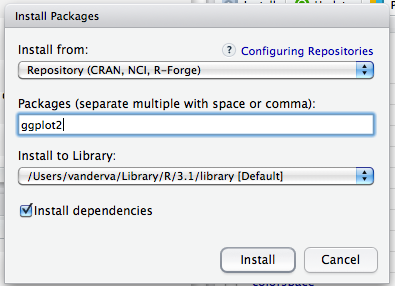 Install Packages
Install from:
? Configuring Repositories
Repository (CRAN, NCI, R-Forge)
Packages (separate multiple with space or comma):
ggplot2
Install to Library:
/Users/vanderva/Library/R/3.1/library [Default]
Install dependencies
Install Cancel